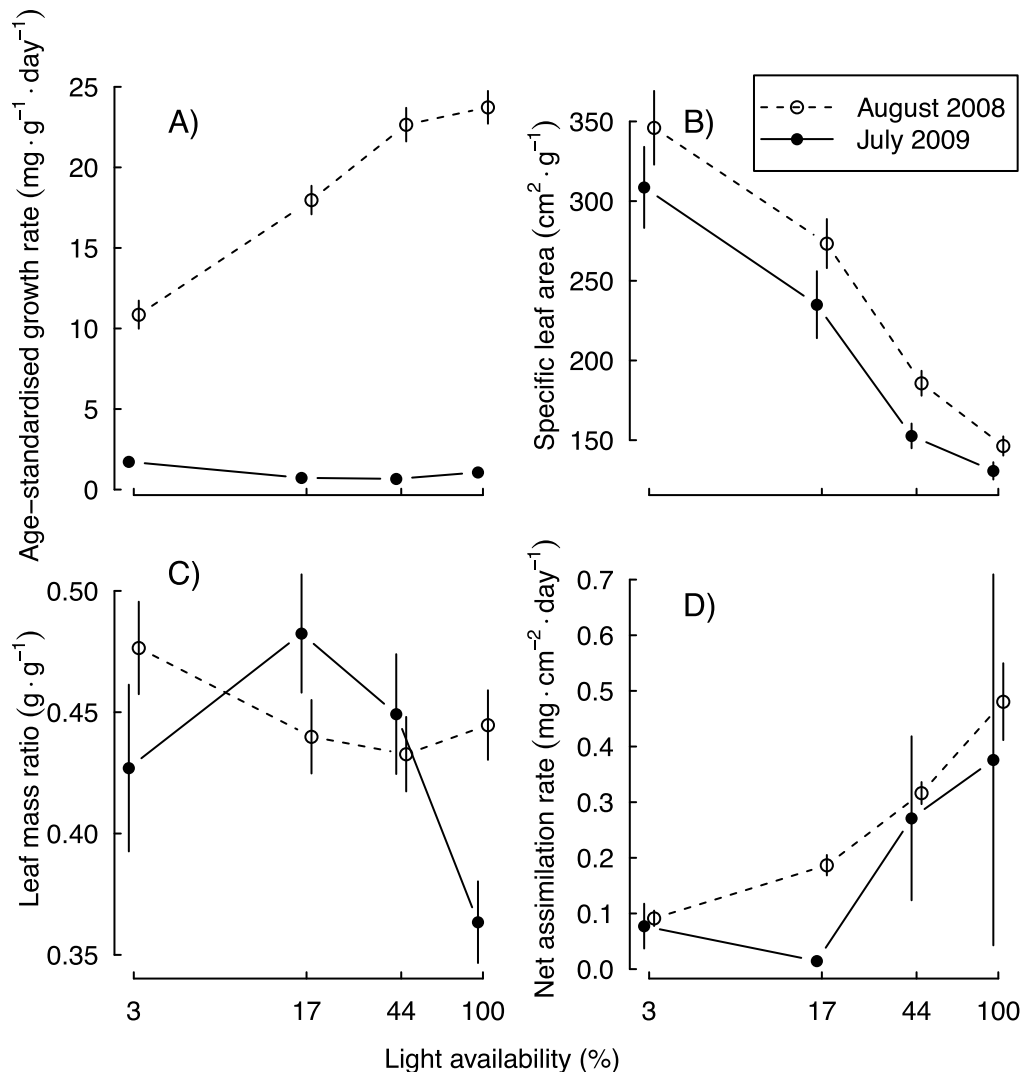 A)
Age−standardised growth rate (mg · g⁻¹ · day⁻¹)
25
20
15
10
5
0
B)
August 2008
July 2009
Specific leaf area (cm² · g⁻¹)
350
300
250
200
150
C)
Leaf mass ratio (g · g⁻¹)
0.50
0.45
0.40
0.35
3 17 44 100
D)
Net assimilation rate (mg · cm⁻² · day⁻¹)
0.7
0.6
0.5
0.4
0.3
0.2
0.1
0.0
3 17 44 100
Light availability (%)